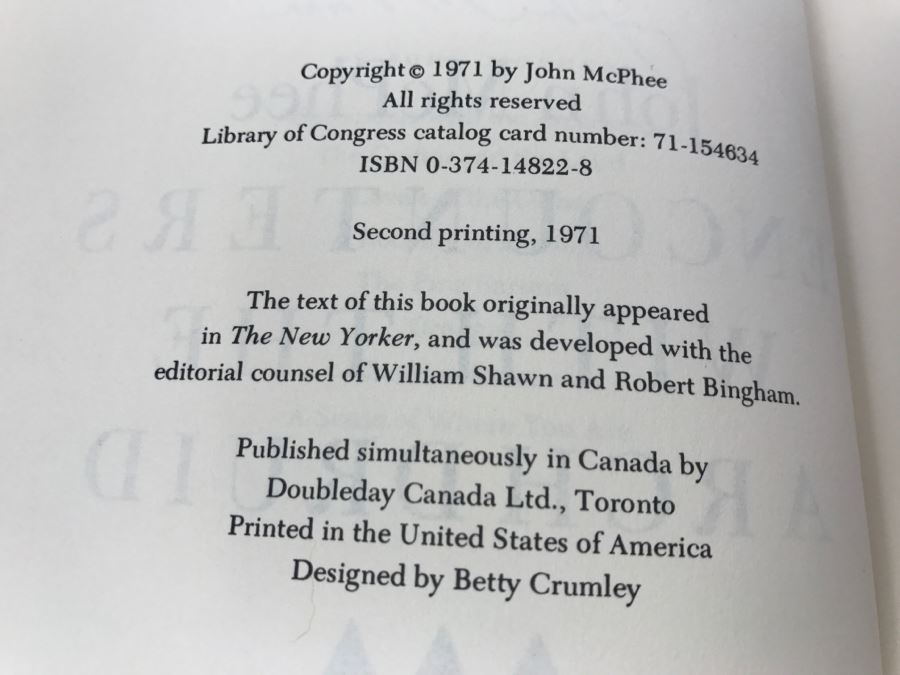 Copyright © 1971 by John McPhee
All rights reserved
Library of Congress catalog card number: 71-154634
ISBN 0-374-14822-8
Second printing, 1971
The text of this book originally appeared
in The New Yorker, and was developed with the
editorial counsel of William Shawn and Robert Bingham.
Published simultaneously in Canada by
Doubleday Canada Ltd., Toronto
Printed in the United States of America
Designed by Betty Crumley